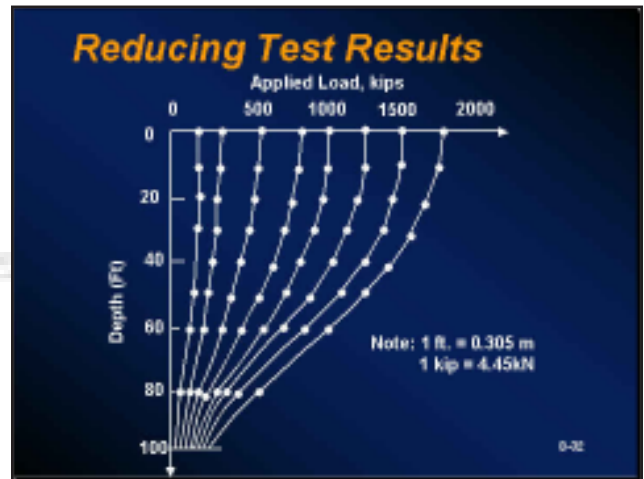 Reducing Test Results
Applied Load, kips
0 500 1000 1500 2000
0
20
40
60
80
100
Depth (Ft)
Note: 1 ft. = 0.305 m
1 kip = 4.45kN